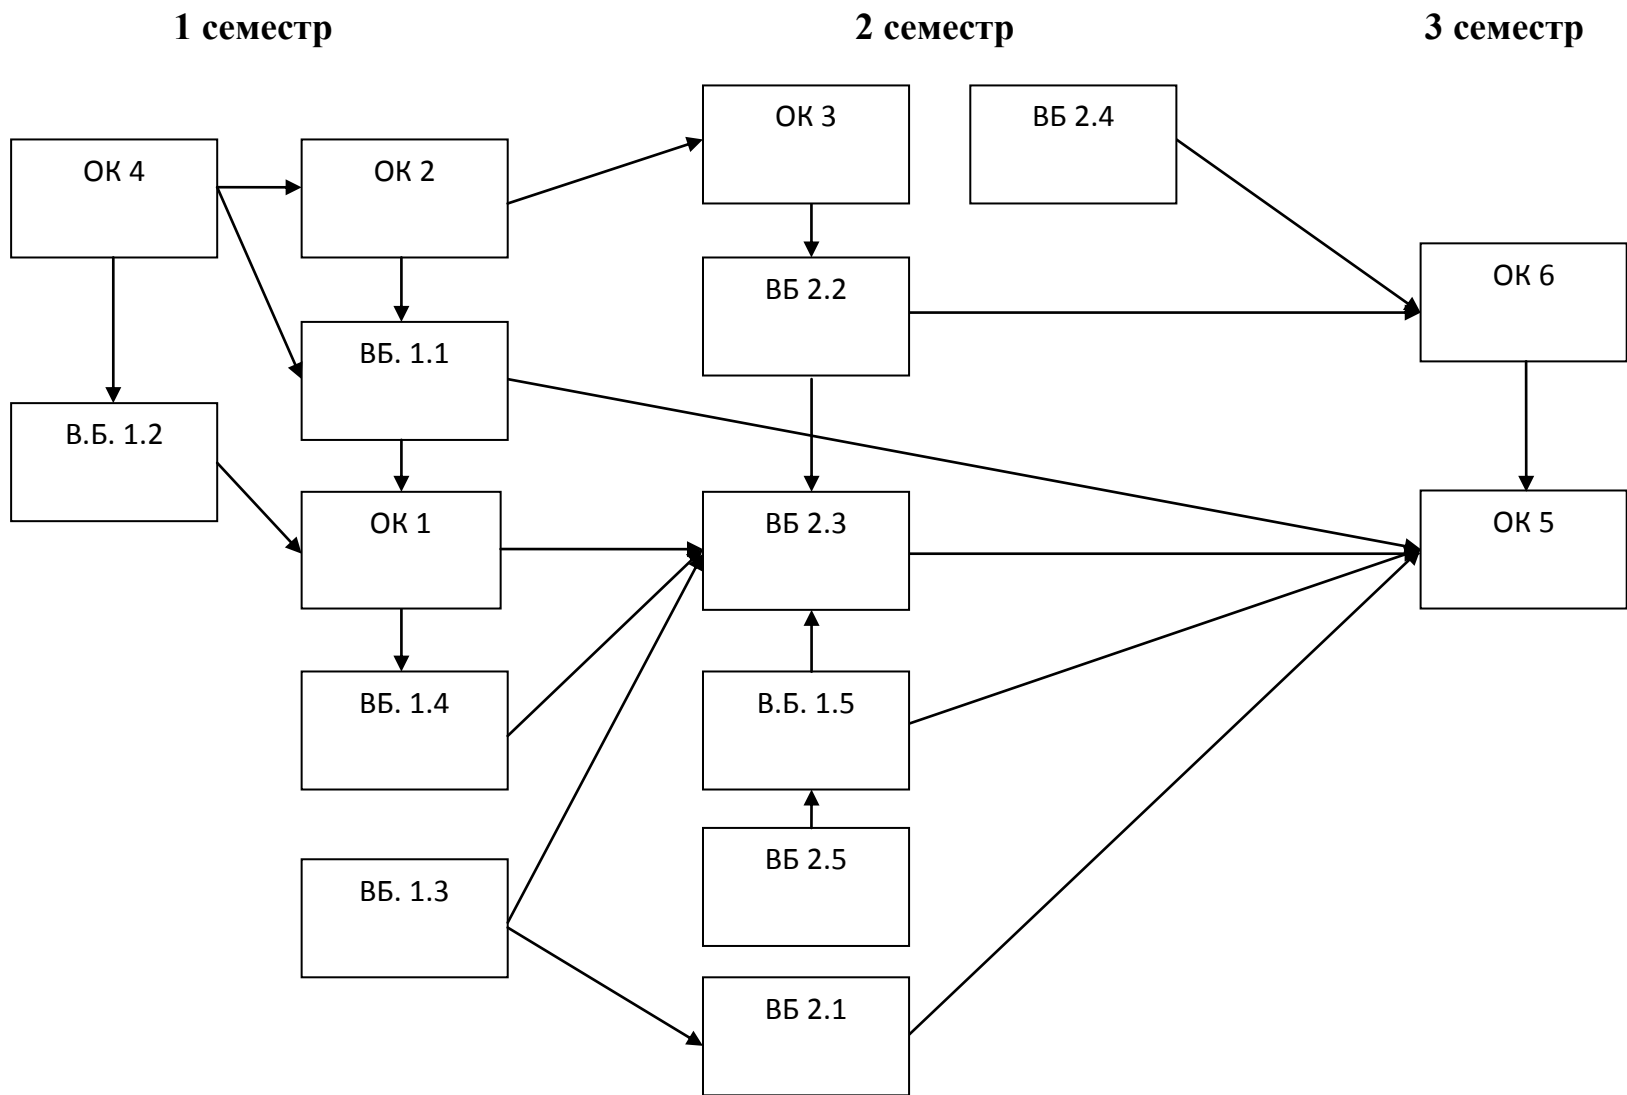 1 семестр
2 семестр
3 семестр
ОК 3
ВБ 2.4
ОК 4
ОК 2
ОК 6
ВБ 2.2
ВБ. 1.1
В.Б. 1.2
ОК 1
ВБ 2.3
ОК 5
ВБ. 1.4
В.Б. 1.5
ВБ 2.5
ВБ. 1.3
ВБ 2.1